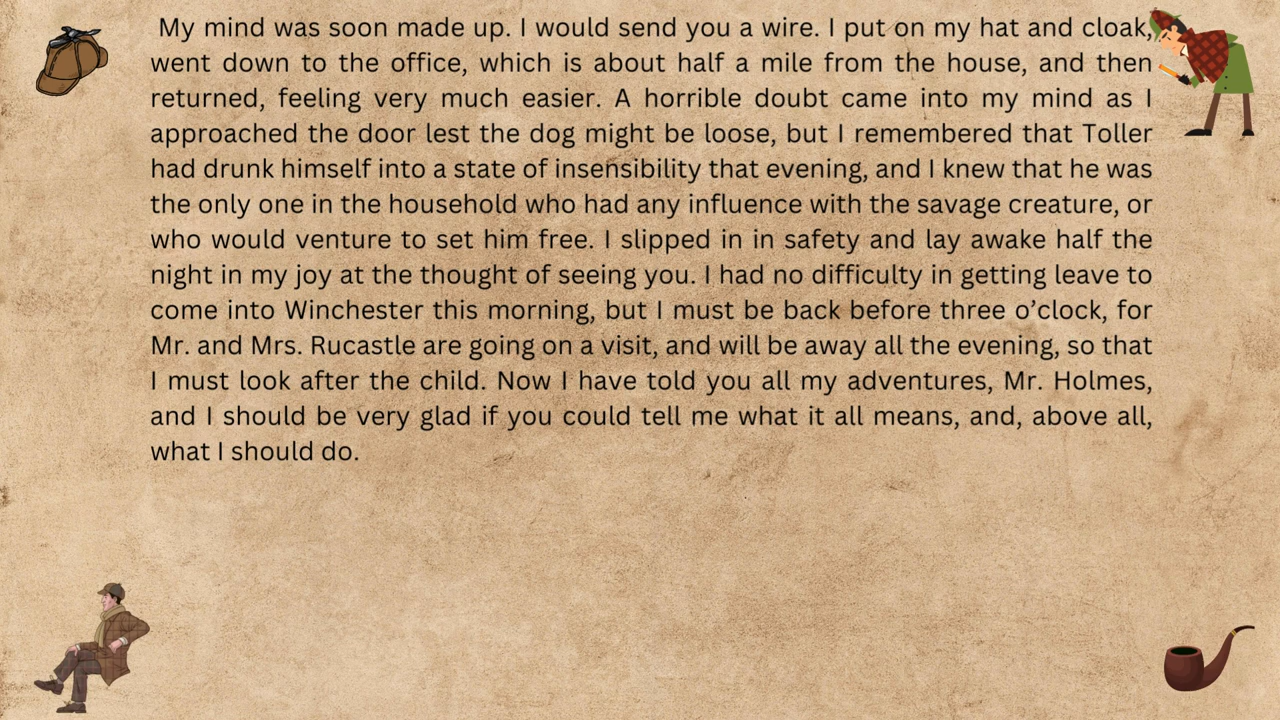 My mind was soon made up. I would send you a wire. I put on my hat and cloak,
went down to the office, which is about half a mile from the house, and then
returned, feeling very much easier. A horrible doubt came into my mind as I
approached the door lest the dog might be loose, but I remembered that Toller
had drunk himself into a state of insensibility that evening, and I knew that he was
the only one in the household who had any influence with the savage creature, or
who would venture to set him free. I slipped in in safety and lay awake half the
night in my joy at the thought of seeing you. I had no difficulty in getting leave to
come into Winchester this morning, but I must be back before three o’clock, for
Mr. and Mrs. Rucastle are going on a visit, and will be away all the evening, so that
I must look after the child. Now I have told you all my adventures, Mr. Holmes,
and I should be very glad if you could tell me what it all means, and, above all,
what I should do.